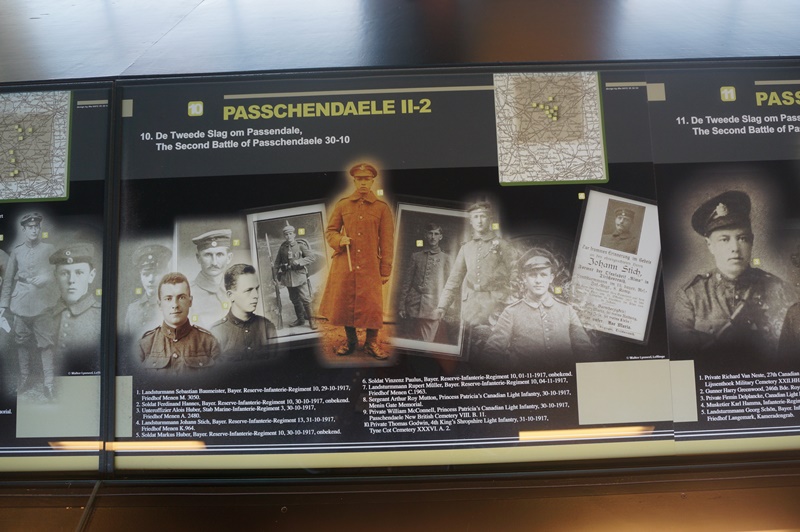 10
PASSCHENDAELE II-2
10. De Tweede Slag om Passendale,
The Second Battle of Passchendaele 30-10
Johann Stich,
1. Landsturmmann Sebastian Baumeister, Bayer. Reserve-Infanterie-Regiment 10, 29-10-1917,
Friedhof Menen M. 3050.
2. Soldat Ferdinand Hannes, Bayer. Reserve-Infanterie-Regiment 10, 30-10-1917, unbekend.
3. Unteroffizier Alois Huber, Stab Marine-Infanterie-Regiment 3, 30-10-1917,
Friedhof Menen A. 2480.
4. Landsturmmann Johann Stich, Bayer. Reserve-Infanterie-Regiment 13, 31-10-1917,
Friedhof Menen K.964.
5. Soldat Markus Huber, Bayer. Reserve-Infanterie-Regiment 10, 30-10-1917, onbekend.
6. Soldat Vinzenz Paulus, Bayer. Reserve-Infanterie-Regiment 10, 01-11-1917, onbekend.
7. Landsturmmann Rupert Müller, Bayer. Reserve-Infanterie-Regiment 10, 04-11-1917,
Friedhof Menen C.1963.
8. Sergeant Arthur Roy Mutton, Princess Patricia's Canadian Light Infantry, 30-10-1917,
Menin Gate Memorial.
9. Private William McConnell, Princess Patricia's Canadian Light Infantry, 30-10-1917,
Passchendaele New British Cemetery VIII. B. 11.
10. Private Thomas Godwin, 4th King's Shropshire Light Infantry, 31-10-1917,
Tyne Cot Cemetery XXXVI A. 2.
11
PAS
11. De Tweede Slag o
The Second Battle of Pa
1. Private Richard Van Neste, 27th Canadian
Lijssenthoek Military Cemetery XXII.HH
2. Gunner Harry Greenwood, 246th Bde. Roy
3. Private Firmin Delplancke, Canadian Light
4. Musketier Karl Hamma, Infanterie-Regim
5. Landsturmmann Georg Schön, Bayer. Inf
Friedhof Langemark, Kameradengrab.